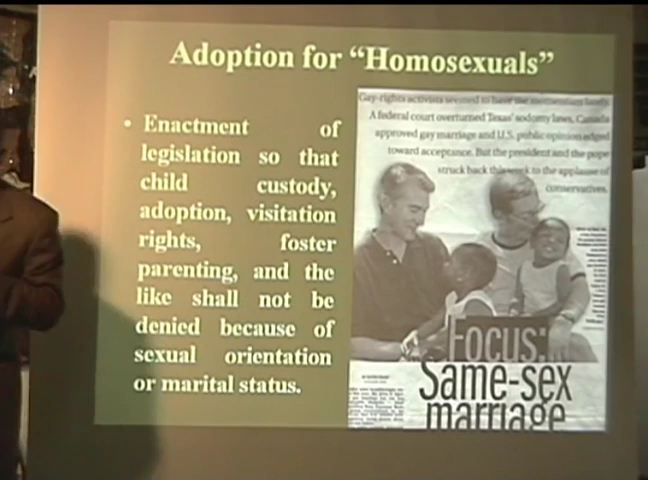 Adoption for “Homosexuals”
• Enactment of
legislation so that
child custody,
adoption, visitation
rights, foster
parenting, and the
like shall not be
denied because of
sexual orientation
or marital status.
Gay-rights activists seemed to have the momentum lately.
A federal court overturned Texas' sodomy laws, Canada
approved gay marriage and U.S. public opinion edged
toward acceptance. But the president and the pope
struck back this week to the applause of
conservatives.
Focus:
Same-sex
marriage